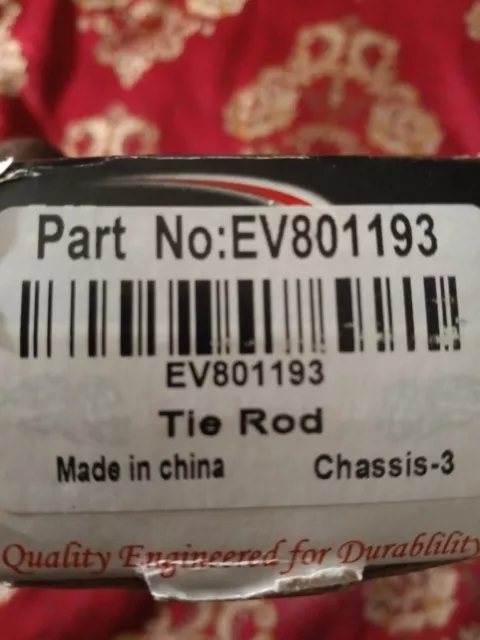 Part No:EV801193
EV801193
Tie Rod
Made in china Chassis-3
Quality Engineered for Durablility